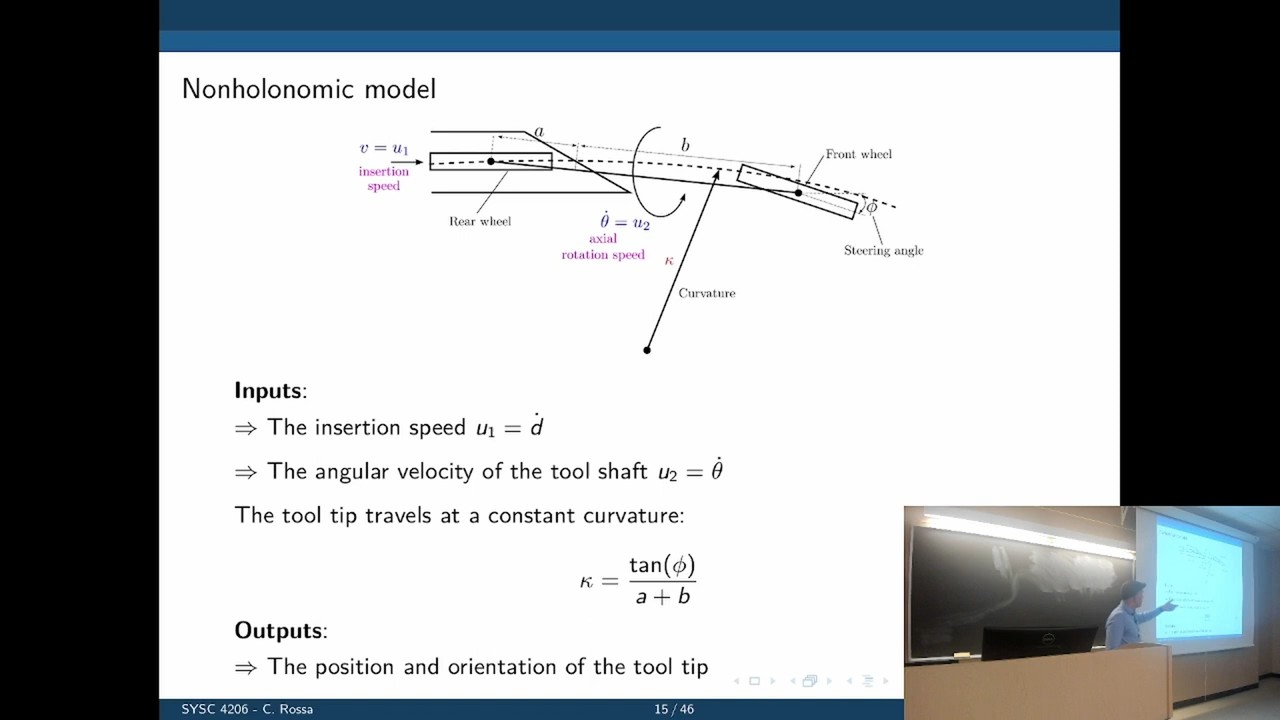 Nonholonomic model
a
b
v = u₁
insertion
speed
Front wheel
ϕ
Rear wheel
θ̇ = u₂
axial
rotation speed
Steering angle
κ
Curvature
Inputs:
⇒ The insertion speed u₁ = ḋ
⇒ The angular velocity of the tool shaft u₂ = θ̇
The tool tip travels at a constant curvature:
κ = tan(ϕ) / a + b
Outputs:
⇒ The position and orientation of the tool tip
SYSC 4206 - C. Rossa
15 / 46